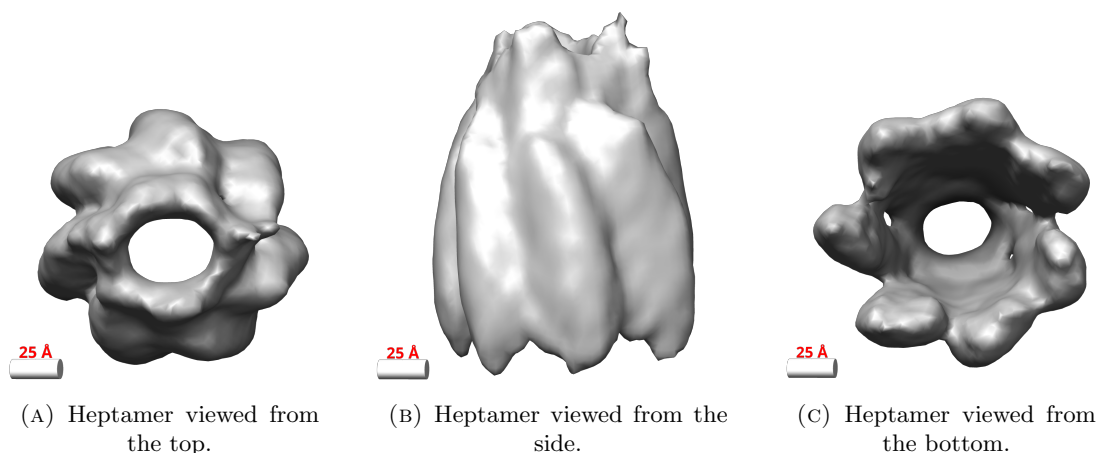 25 Å
25 Å
25 Å
(A) Heptamer viewed from
the top.
(B) Heptamer viewed from the
side.
(C) Heptamer viewed from
the bottom.